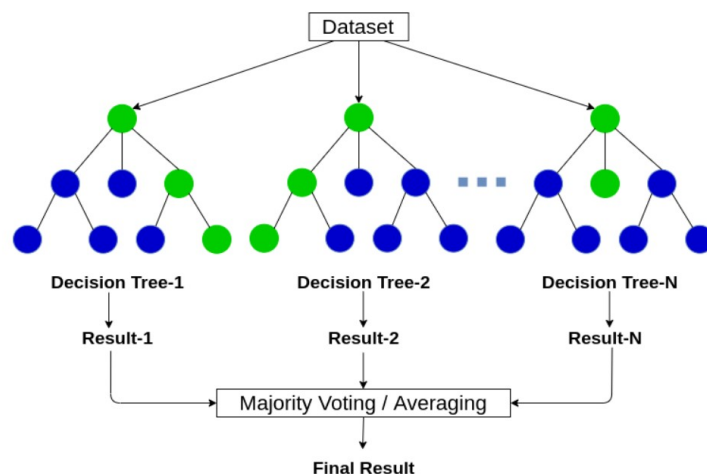 Dataset
Decision Tree-1
Decision Tree-2
Decision Tree-N
Result-1
Result-2
Result-N
Majority Voting / Averaging
Final Result